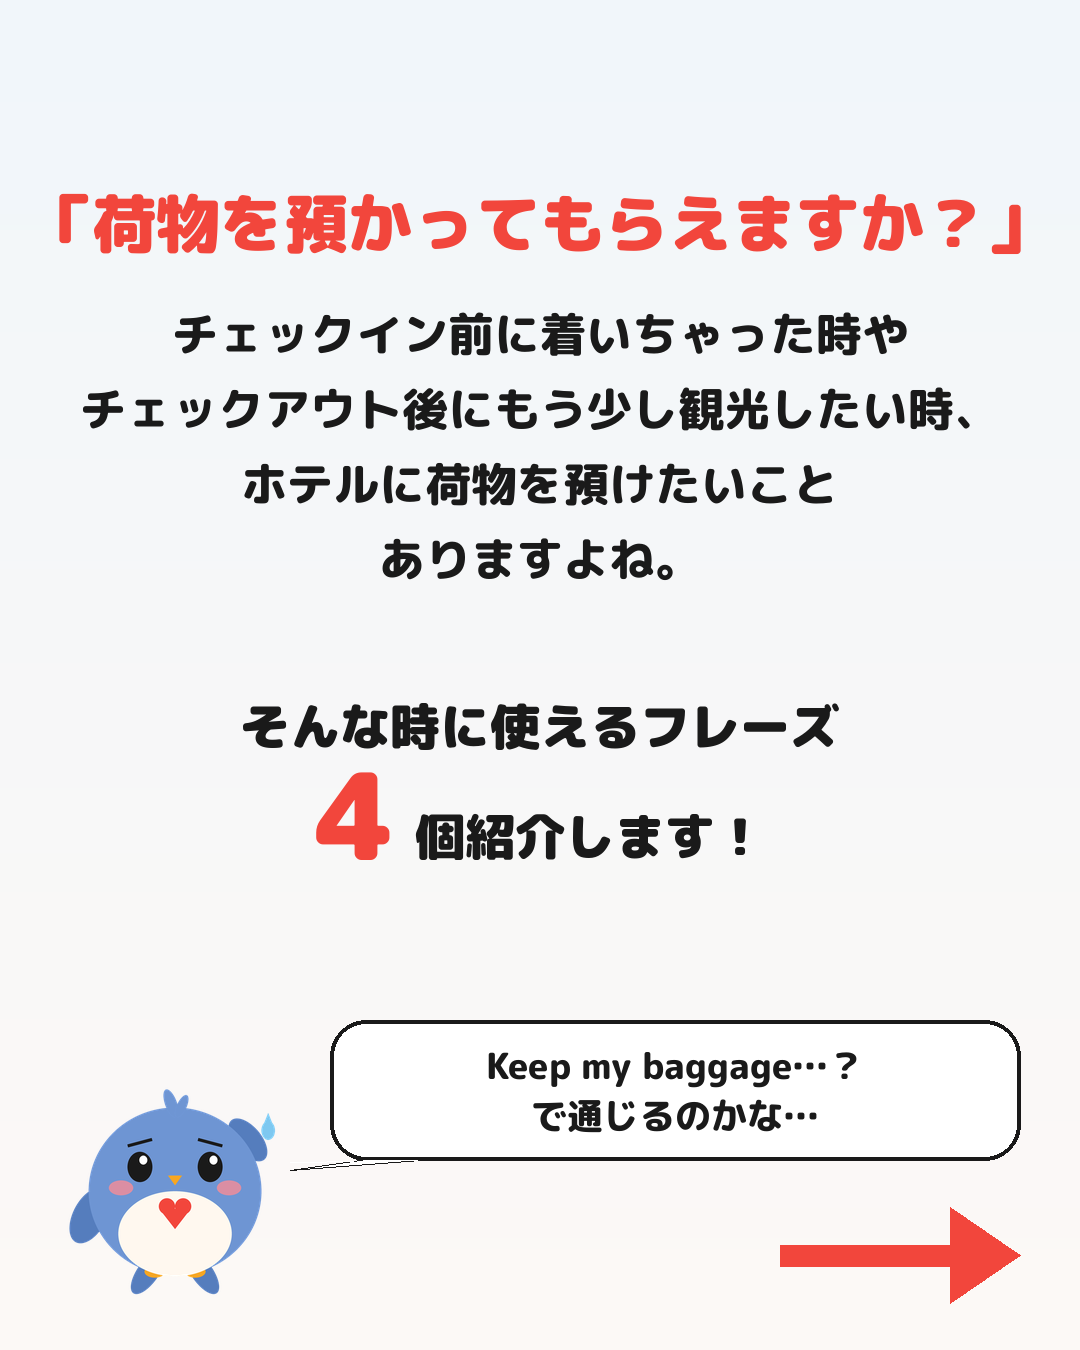 「荷物を預かってもらえますか？」
チェックイン前に着いちゃった時や
チェックアウト後にもう少し観光したい時、
ホテルに荷物を預けたいこと
ありますよね。
そんな時に使えるフレーズ
4 個紹介します！
Keep my baggage…？
で通じるのかな…